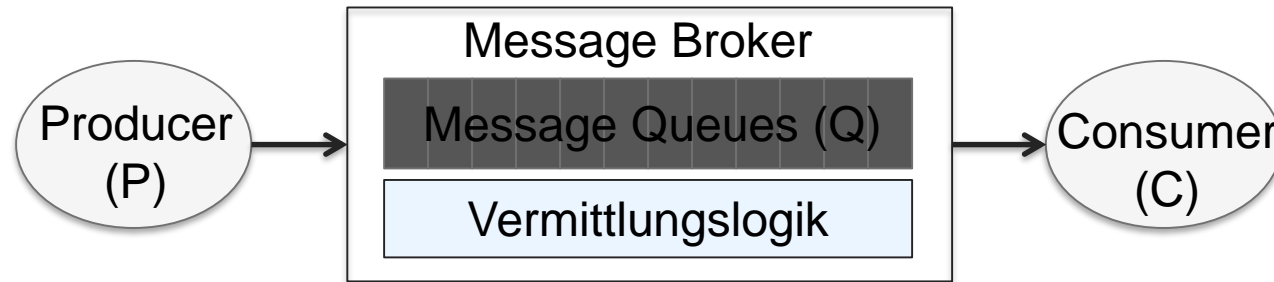 Message Broker
Producer
(P)
Message Queues (Q)
Vermittlungslogik
Consumer
(C)